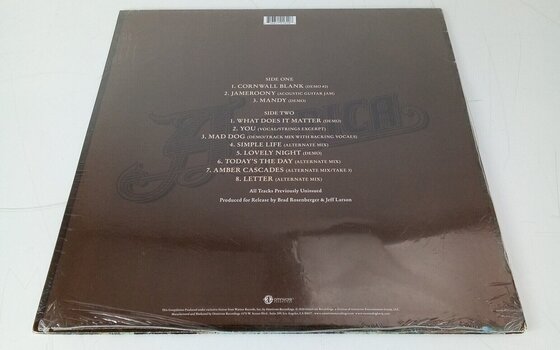 SIDE ONE
1. CORNWALL BLANK (DEMO #2)
2. JAMEROONY (ACOUSTIC GUITAR JAM)
3. MANDY (DEMO)
SIDE TWO
1. WHAT DOES IT MATTER (DEMO)
2. YOU (VOCAL/STRINGS EXCERPT)
3. MAD DOG (DEMO/TRACK MIX WITH BACKING VOCALS)
4. SIMPLE LIFE (ALTERNATE MIX)
5. LOVELY NIGHT (DEMO)
6. TODAY'S THE DAY (ALTERNATE MIX)
7. AMBER CASCADES (ALTERNATE MIX/TAKE 3)
8. LETTER (ALTERNATE MIX)
All Tracks Previously Unissued
Produced for Release by Brad Rosenberger & Jeff Larson